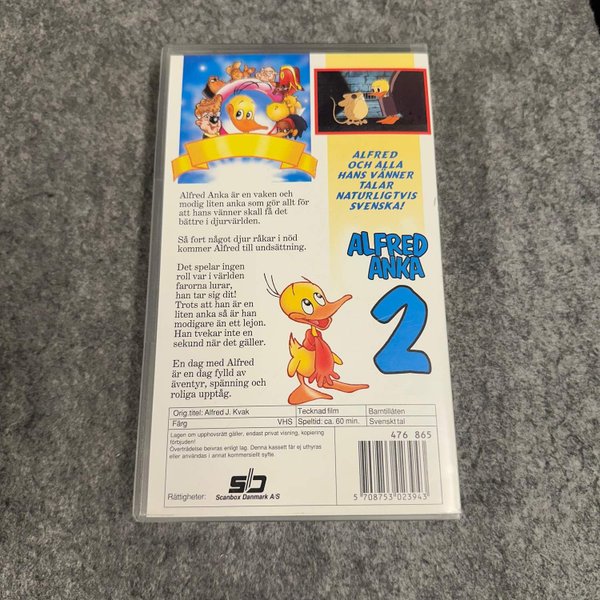 ALFRED
OCH ALLA
HANS VÄNNER
TALAR
NATURLIGTVIS
SVENSKA!
Alfred Anka är en vaken och
modig liten anka som gör allt för
att hans vänner skall få det
bättre i djurvärlden.
Så fort något djur råkar i nöd
kommer Alfred till undsättning.
Det spelar ingen
roll var i världen
farorna lurar,
han tar sig dit!
Trots att han är en
liten anka så är han
modigare än ett lejon.
Han tvekar inte en
sekund när det gäller.
En dag med Alfred
är en dag fylld av
äventyr, spänning och
roliga upptåg.
ALFRED
ANKA
2
Orig.titel: Alfred J. Kvak
Tecknad film
Barntillåten
Färg VHS
Speltid: ca. 60 min.
Svenskt tal
Lagen om upphovsrätt gäller, endast privat visning, kopiering
förbjuden!
Överträdelse beivras enligt lag. Denna kassett får ej uthyras
eller användas i annat kommersiellt syfte.
476 865
5 708753 023943
Rättigheter:
Scanbox Danmark A/S